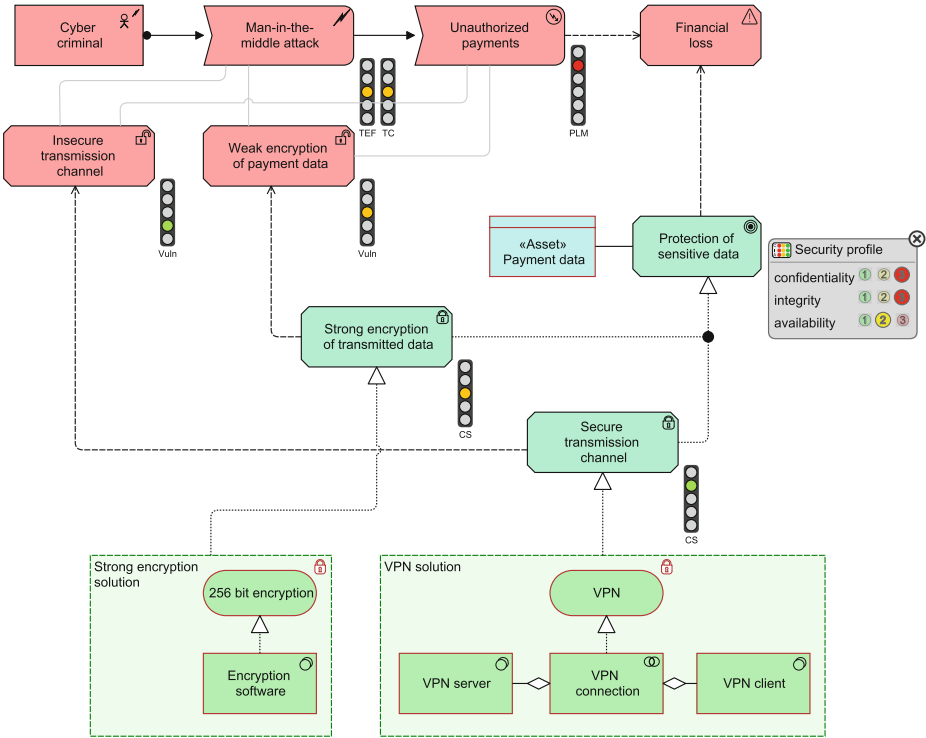 Cyber
criminal
Man-in-the-
middle attack
Unauthorized
payments
Financial
loss
TEF
TC
PLM
Insecure
transmission
channel
Weak encryption
of payment data
Vuln
Vuln
«Asset»
Payment data
Protection of
sensitive data
Security profile
confidentiality
1 2
integrity
1 2
availability
1 2 3
Strong encryption
of transmitted data
CS
Secure
transmission
channel
CS
Strong encryption
solution
256 bit encryption
Encryption
software
VPN solution
VPN
VPN server
VPN
connection
VPN client